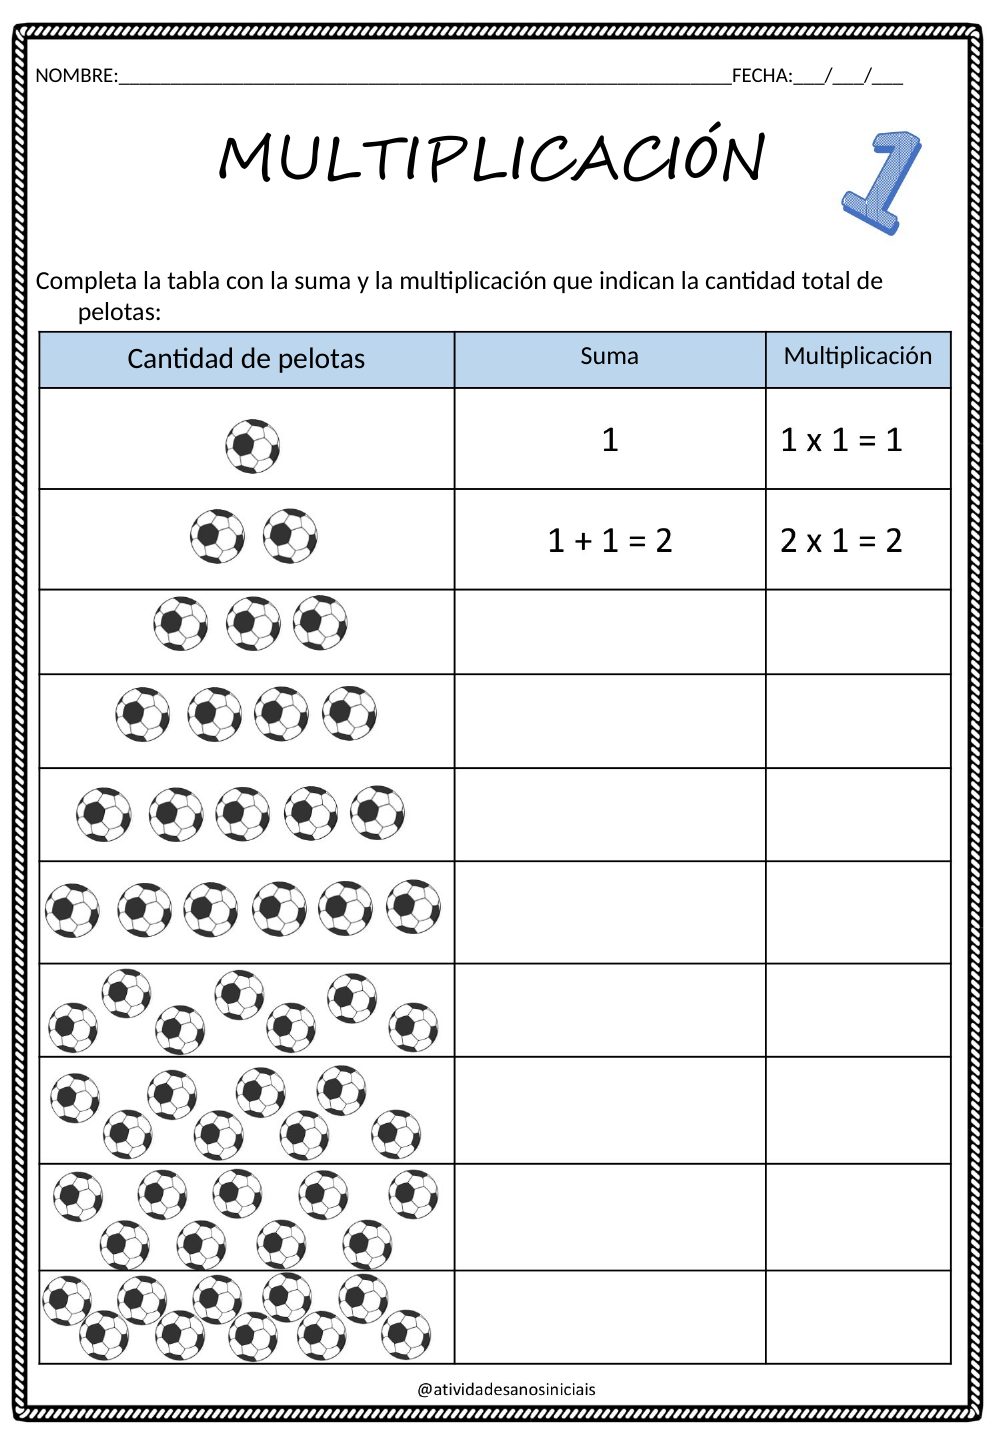 NOMBRE:___________________________________________________________FECHA:___/___/___
MULTIPLICACIÓN
1
Completa la tabla con la suma y la multiplicación que indican la cantidad total de
pelotas:
Cantidad de pelotas Suma Multiplicación
1 1 x 1 = 1
1 + 1 = 2 2 x 1 = 2
@atividadesanosiniciais